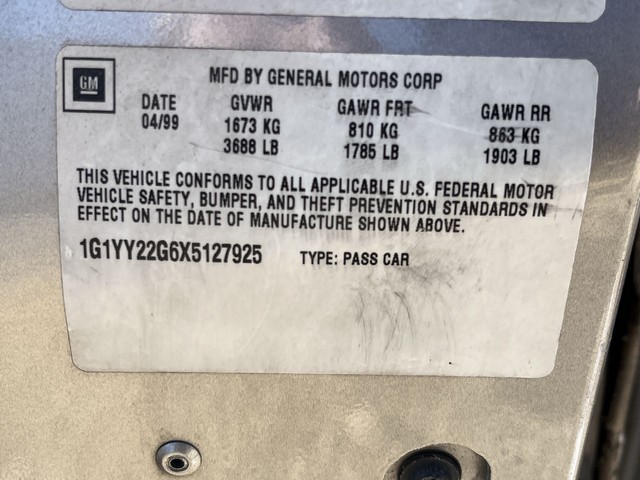 GM
MFD BY GENERAL MOTORS CORP
DATE GVWR GAWR FRT GAWR RR
04/99 1673 KG 810 KG 863 KG
3688 LB 1785 LB 1903 LB
THIS VEHICLE CONFORMS TO ALL APPLICABLE U.S. FEDERAL MOTOR
VEHICLE SAFETY, BUMPER, AND THEFT PREVENTION STANDARDS IN
EFFECT ON THE DATE OF MANUFACTURE SHOWN ABOVE.
1G1YY22G6X5127925 TYPE: PASS CAR